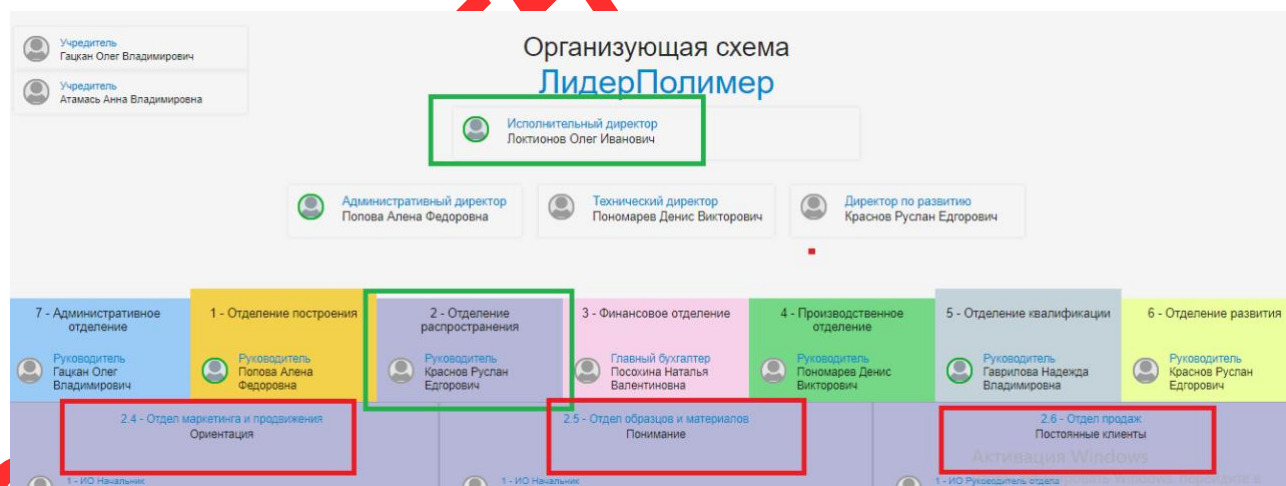 Учредитель
Гацкан Олег Владимирович
Учредитель
Атамась Анна Владимировна
Организующая схема
ЛидерПолимер
Исполнительный директор
Локтионов Олег Иванович
Административный директор
Попова Алена Федоровна
Технический директор
Пономарев Денис Викторович
Директор по развитию
Краснов Руслан Едгорович
7 - Административное
отделение
Руководитель
Гацкан Олег
Владимирович
1 - Отделение построения
Руководитель
Попова Алена
Федоровна
2 - Отделение
распространения
Руководитель
Краснов Руслан
Едгорович
3 - Финансовое отделение
Главный бухгалтер
Посохина Наталья
Валентиновна
4 - Производственное
отделение
Руководитель
Пономарев Денис
Викторович
5 - Отделение квалификации
Руководитель
Гаврилова Надежда
Владимировна
6 - Отделение развития
Руководитель
Краснов Руслан
Едгорович
2.4 - Отдел маркетинга и продвижения
Ориентация
1 - ИО Начальник
2.5 - Отдел образцов и материалов
Понимание
1 - ИО Начальник
2.6 - Отдел продаж
Постоянные клиенты
1 - ИО Руководитель отдела
Активация Windows
Windows, перейдите в